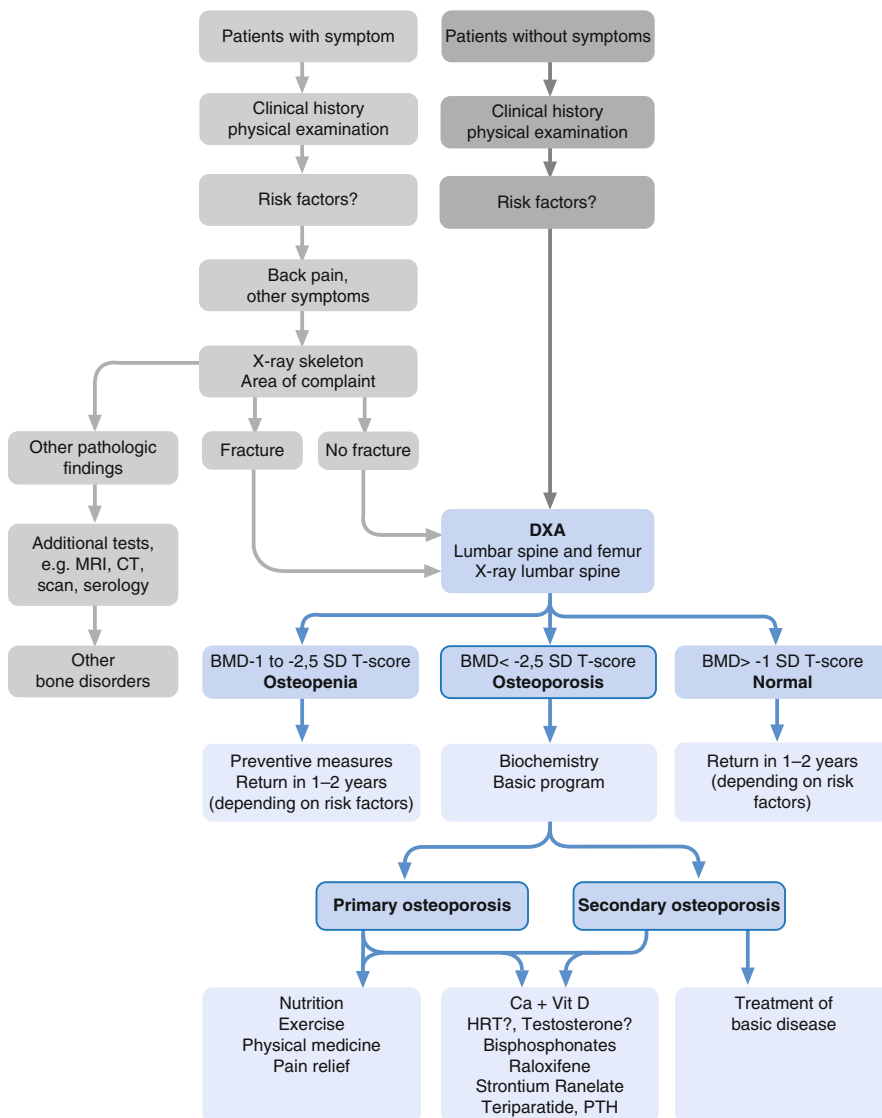 Patients with symptom
Patients without symptoms
Clinical history
physical examination
Clinical history
physical examination
Risk factors?
Risk factors?
Back pain,
other symptoms
X-ray skeleton
Area of complaint
Other pathologic
findings
Fracture
No fracture
Additional tests,
e.g. MRI, CT,
scan, serology
DXA
Lumbar spine and femur
X-ray lumbar spine
Other
bone disorders
BMD-1 to -2,5 SD T-score
Osteopenia
BMD< -2,5 SD T-score
Osteoporosis
BMD> -1 SD T-score
Normal
Preventive measures
Return in 1–2 years
(depending on risk factors)
Biochemistry
Basic program
Return in 1–2 years
(depending on risk
factors)
Primary osteoporosis
Secondary osteoporosis
Nutrition
Exercise
Physical medicine
Pain relief
Ca + Vit D
HRT?, Testosterone?
Bisphosphonates
Raloxifene
Strontium Ranelate
Teriparatide, PTH
Treatment of
basic disease